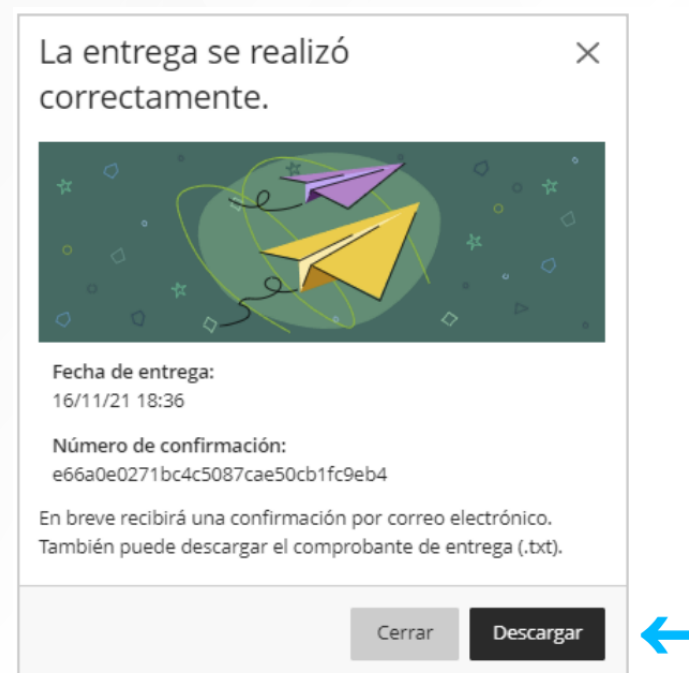 La entrega se realizó
correctamente.
Fecha de entrega:
16/11/21 18:36
Número de confirmación:
e66a0e0271bc4c5087cae50cb1fc9eb4
En breve recibirá una confirmación por correo electrónico.
También puede descargar el comprobante de entrega (.txt).
Cerrar
Descargar